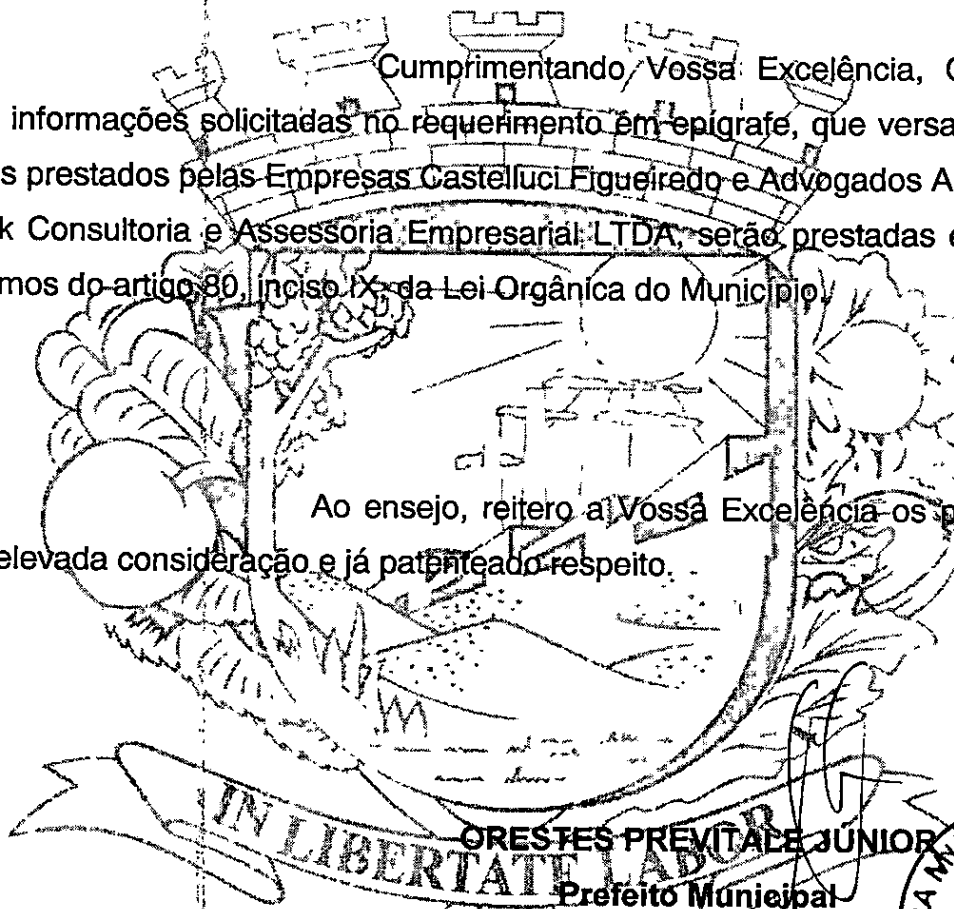 Cumprimentando Vossa Excelência,
informações solicitadas no requerimento em epígrafe, que versa
prestados pelas Empresas Castelluci Figueiredo e Advogados
Consultoria e Assessoria Empresarial LTDA, serão prestadas
do artigo 80, inciso IX, da Lei Orgânica do Município.
Ao ensejo, reitero a Vossa Excelência os
elevada consideração e já patenteado respeito.
IN LIBERTATE LABOR
ORESTES PREVITALE JÚNIOR
Prefeito Municipal